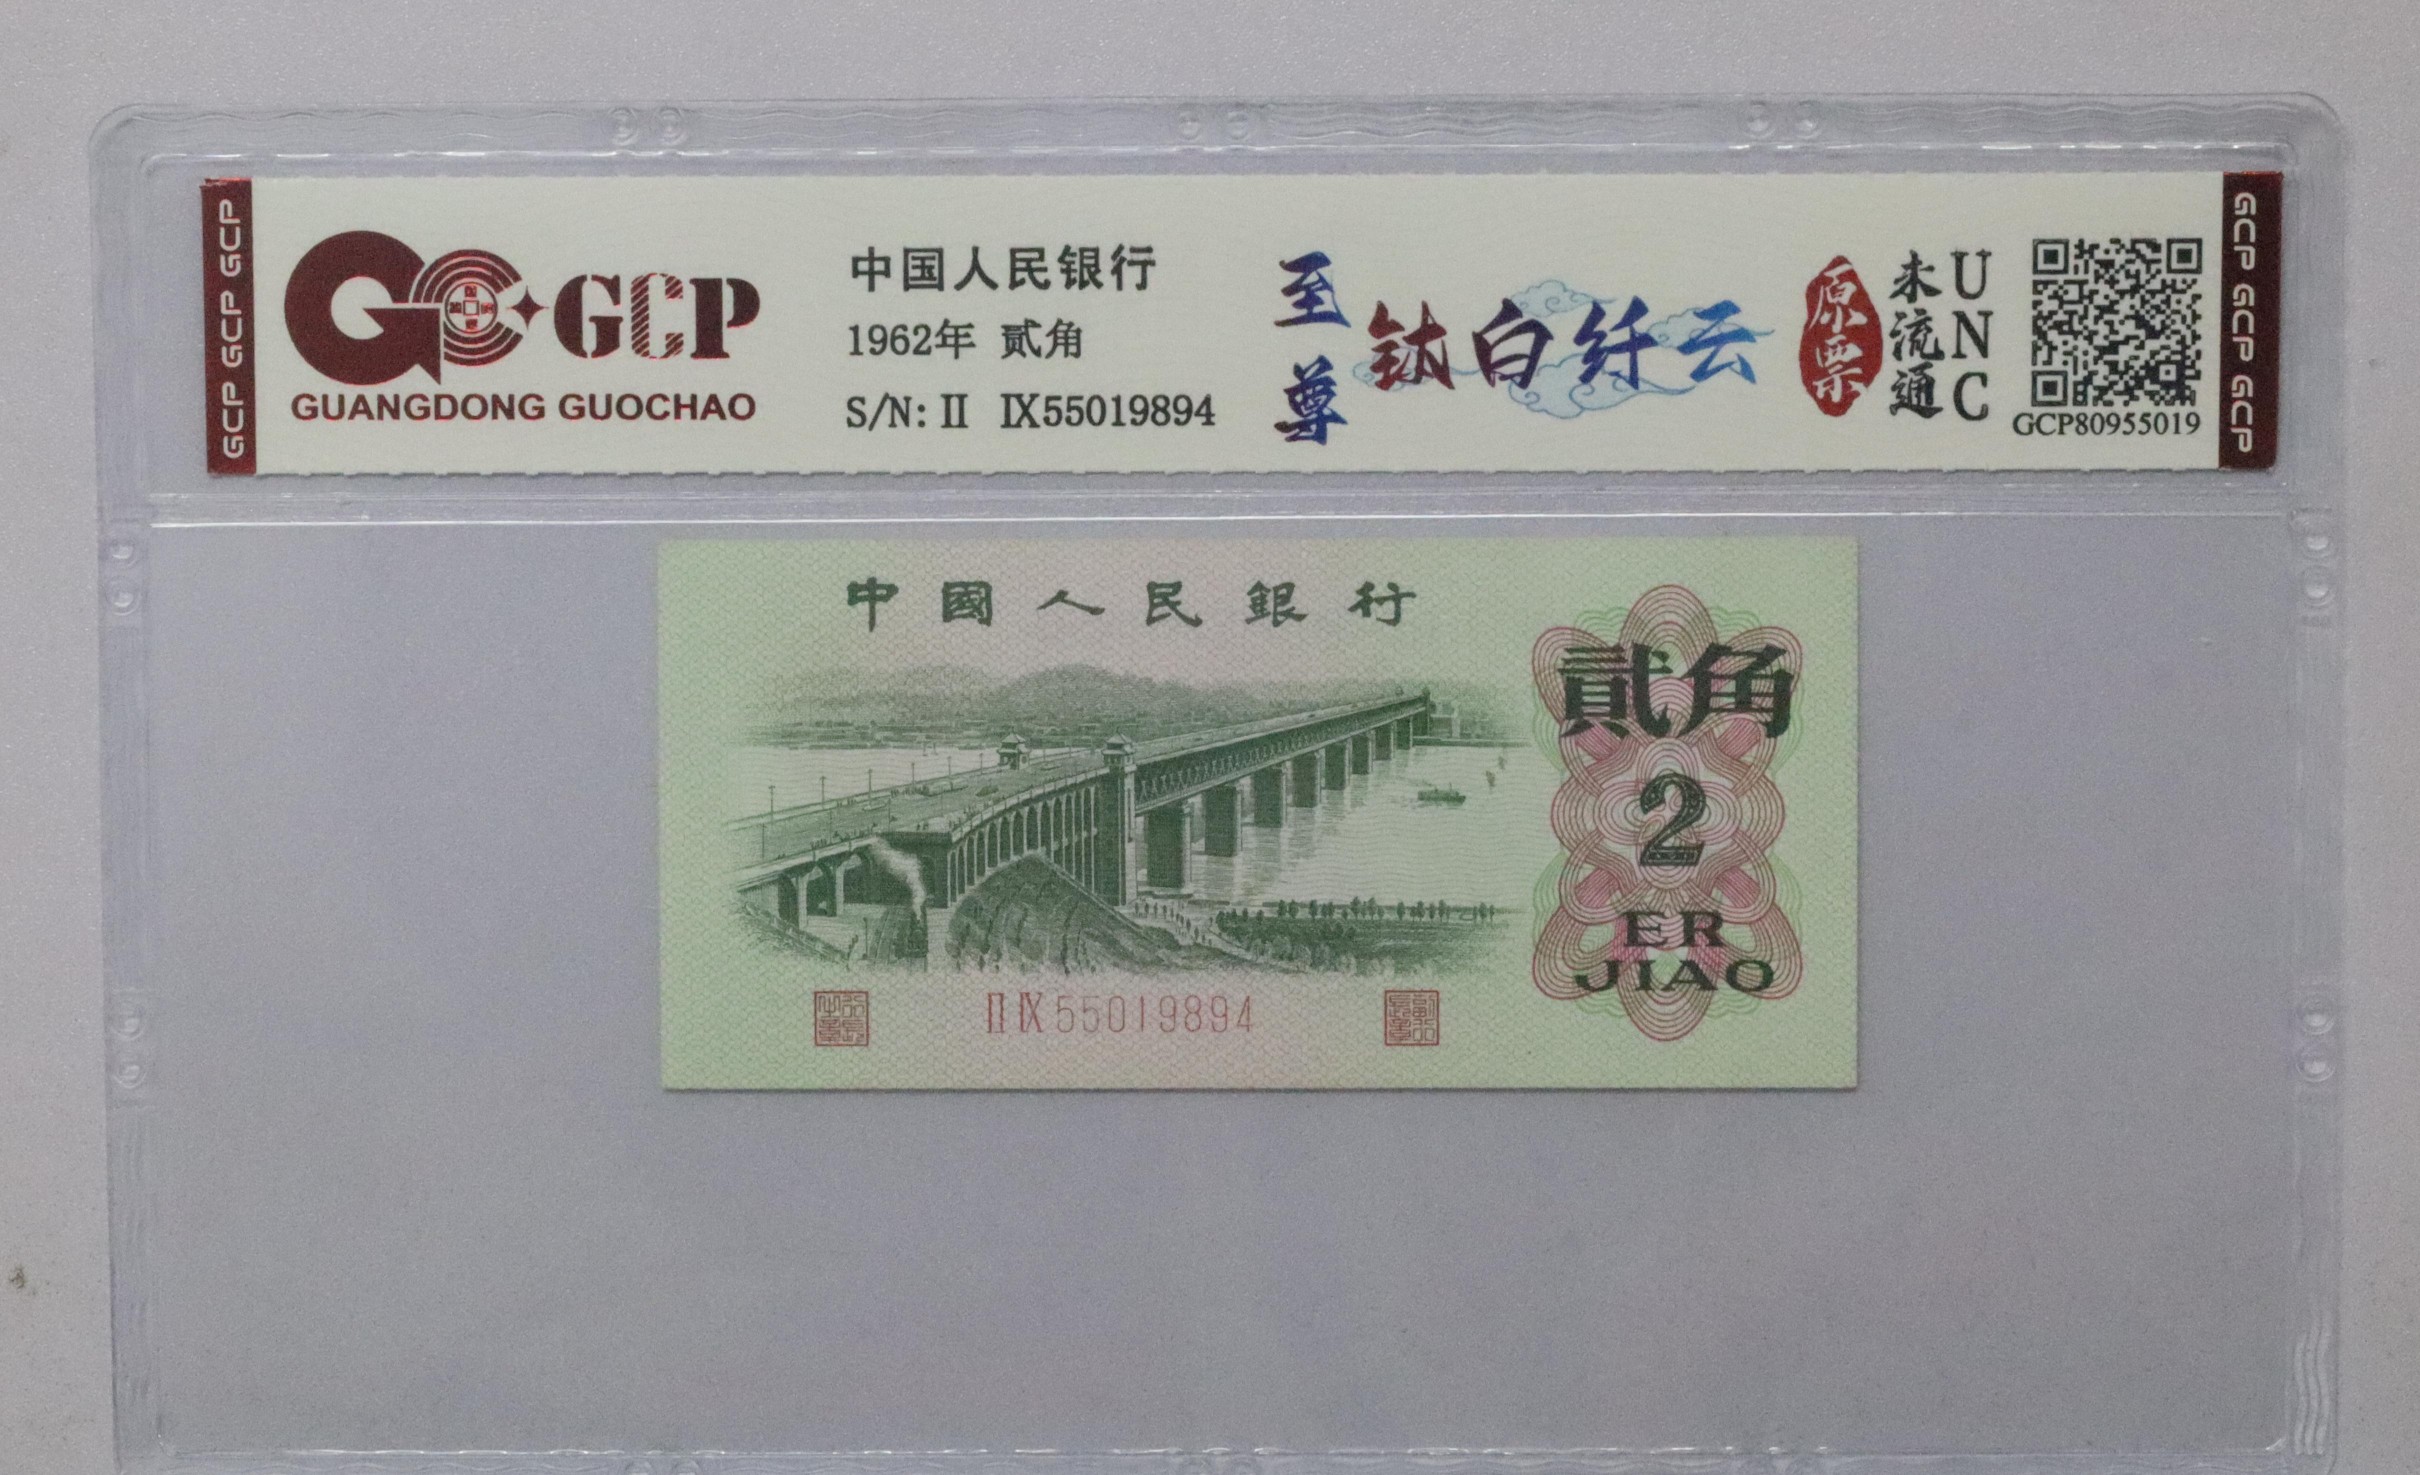 GCP GCP GCP
GCP
GUANGDONG GUOCHAO
中国人民银行
1962年 贰角
S/N: II IX55019894
至尊
钛白纤云
原票
未流通
UNC
GCP80955019
GCP GCP GCP
中國人民銀行
貳角
2
ER
JIAO
II IX 55019894